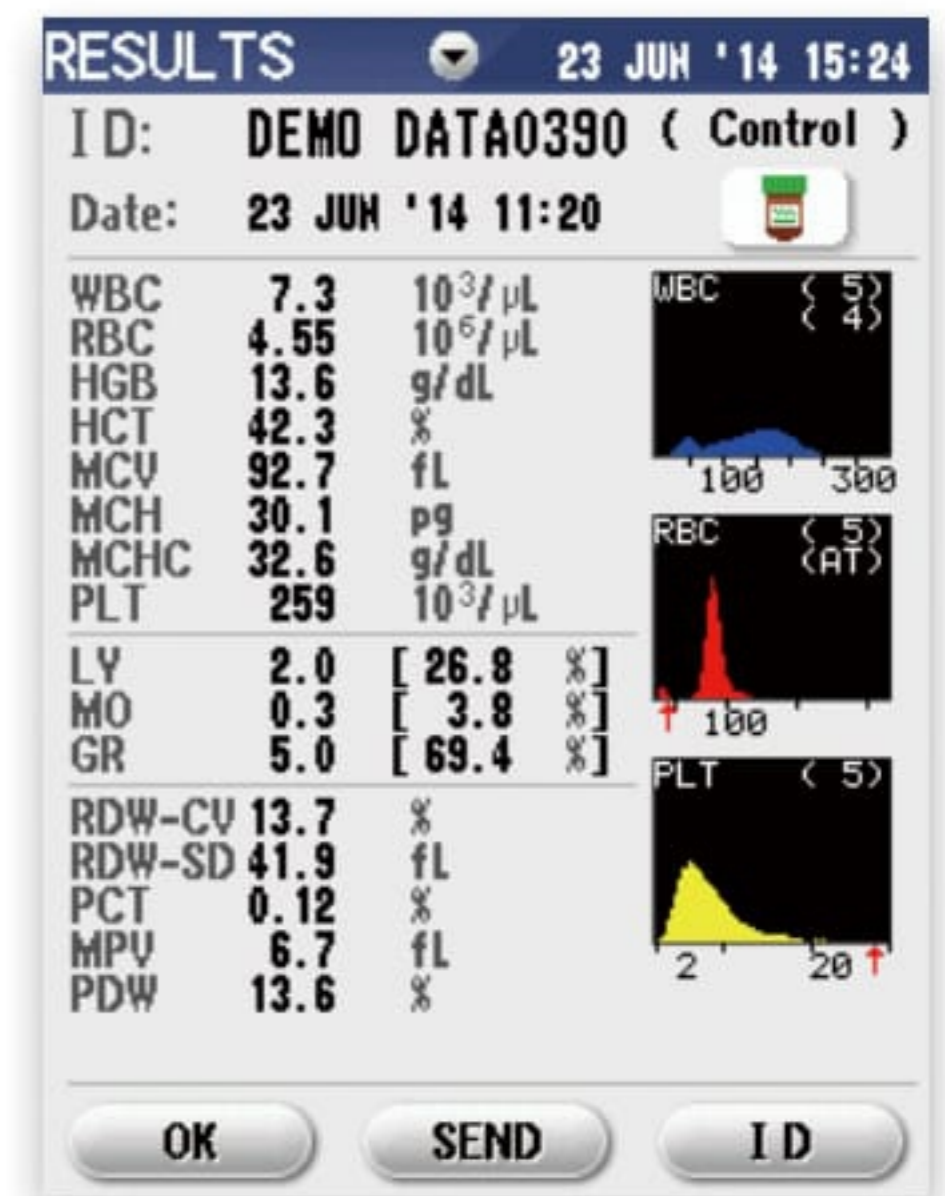 RESULTS 23 JUN '14 15:24
ID: DEMO DATA0390 ( Control )
Date: 23 JUN '14 11:20
WBC 7.3 10³/µL
RBC 4.55 10⁶/µL
HGB 13.6 g/dL
HCT 42.3 %
MCV 92.7 fL
MCH 30.1 pg
MCHC 32.6 g/dL
PLT 259 10³/µL
LY 2.0 [ 26.8 %]
MO 0.3 [ 3.8 %]
GR 5.0 [ 69.4 %]
RDW-CV 13.7 %
RDW-SD 41.9 fL
PCT 0.12 %
MPV 6.7 fL
PDW 13.6 %
WBC ( 5)
( 4)
100 300
RBC ( 5)
(AT)
↑ 100
PLT ( 5)
2 20 ↑
OK SEND ID